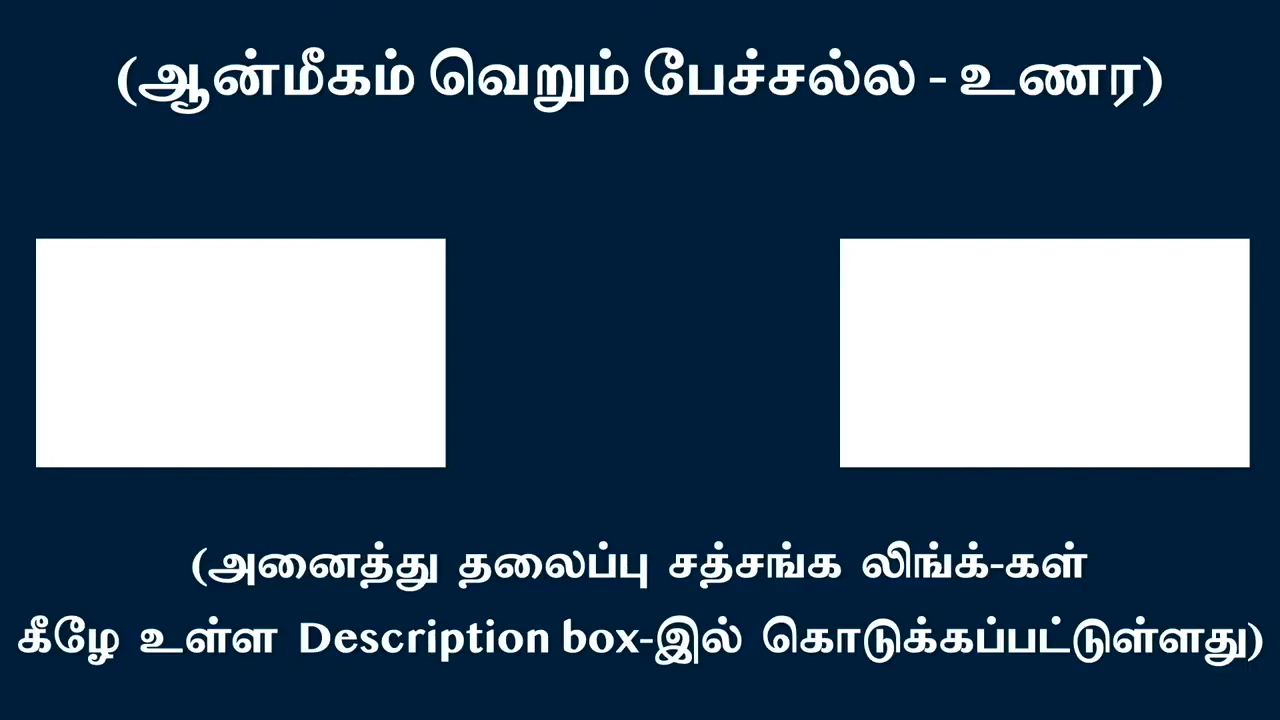 (ஆன்மீகம் வெறும் பேச்சல்ல - உணர)
(அனைத்து தலைப்பு சத்சங்க லிங்க்-கள்
கீழே உள்ள Description box-இல் கொடுக்கப்பட்டுள்ளது)